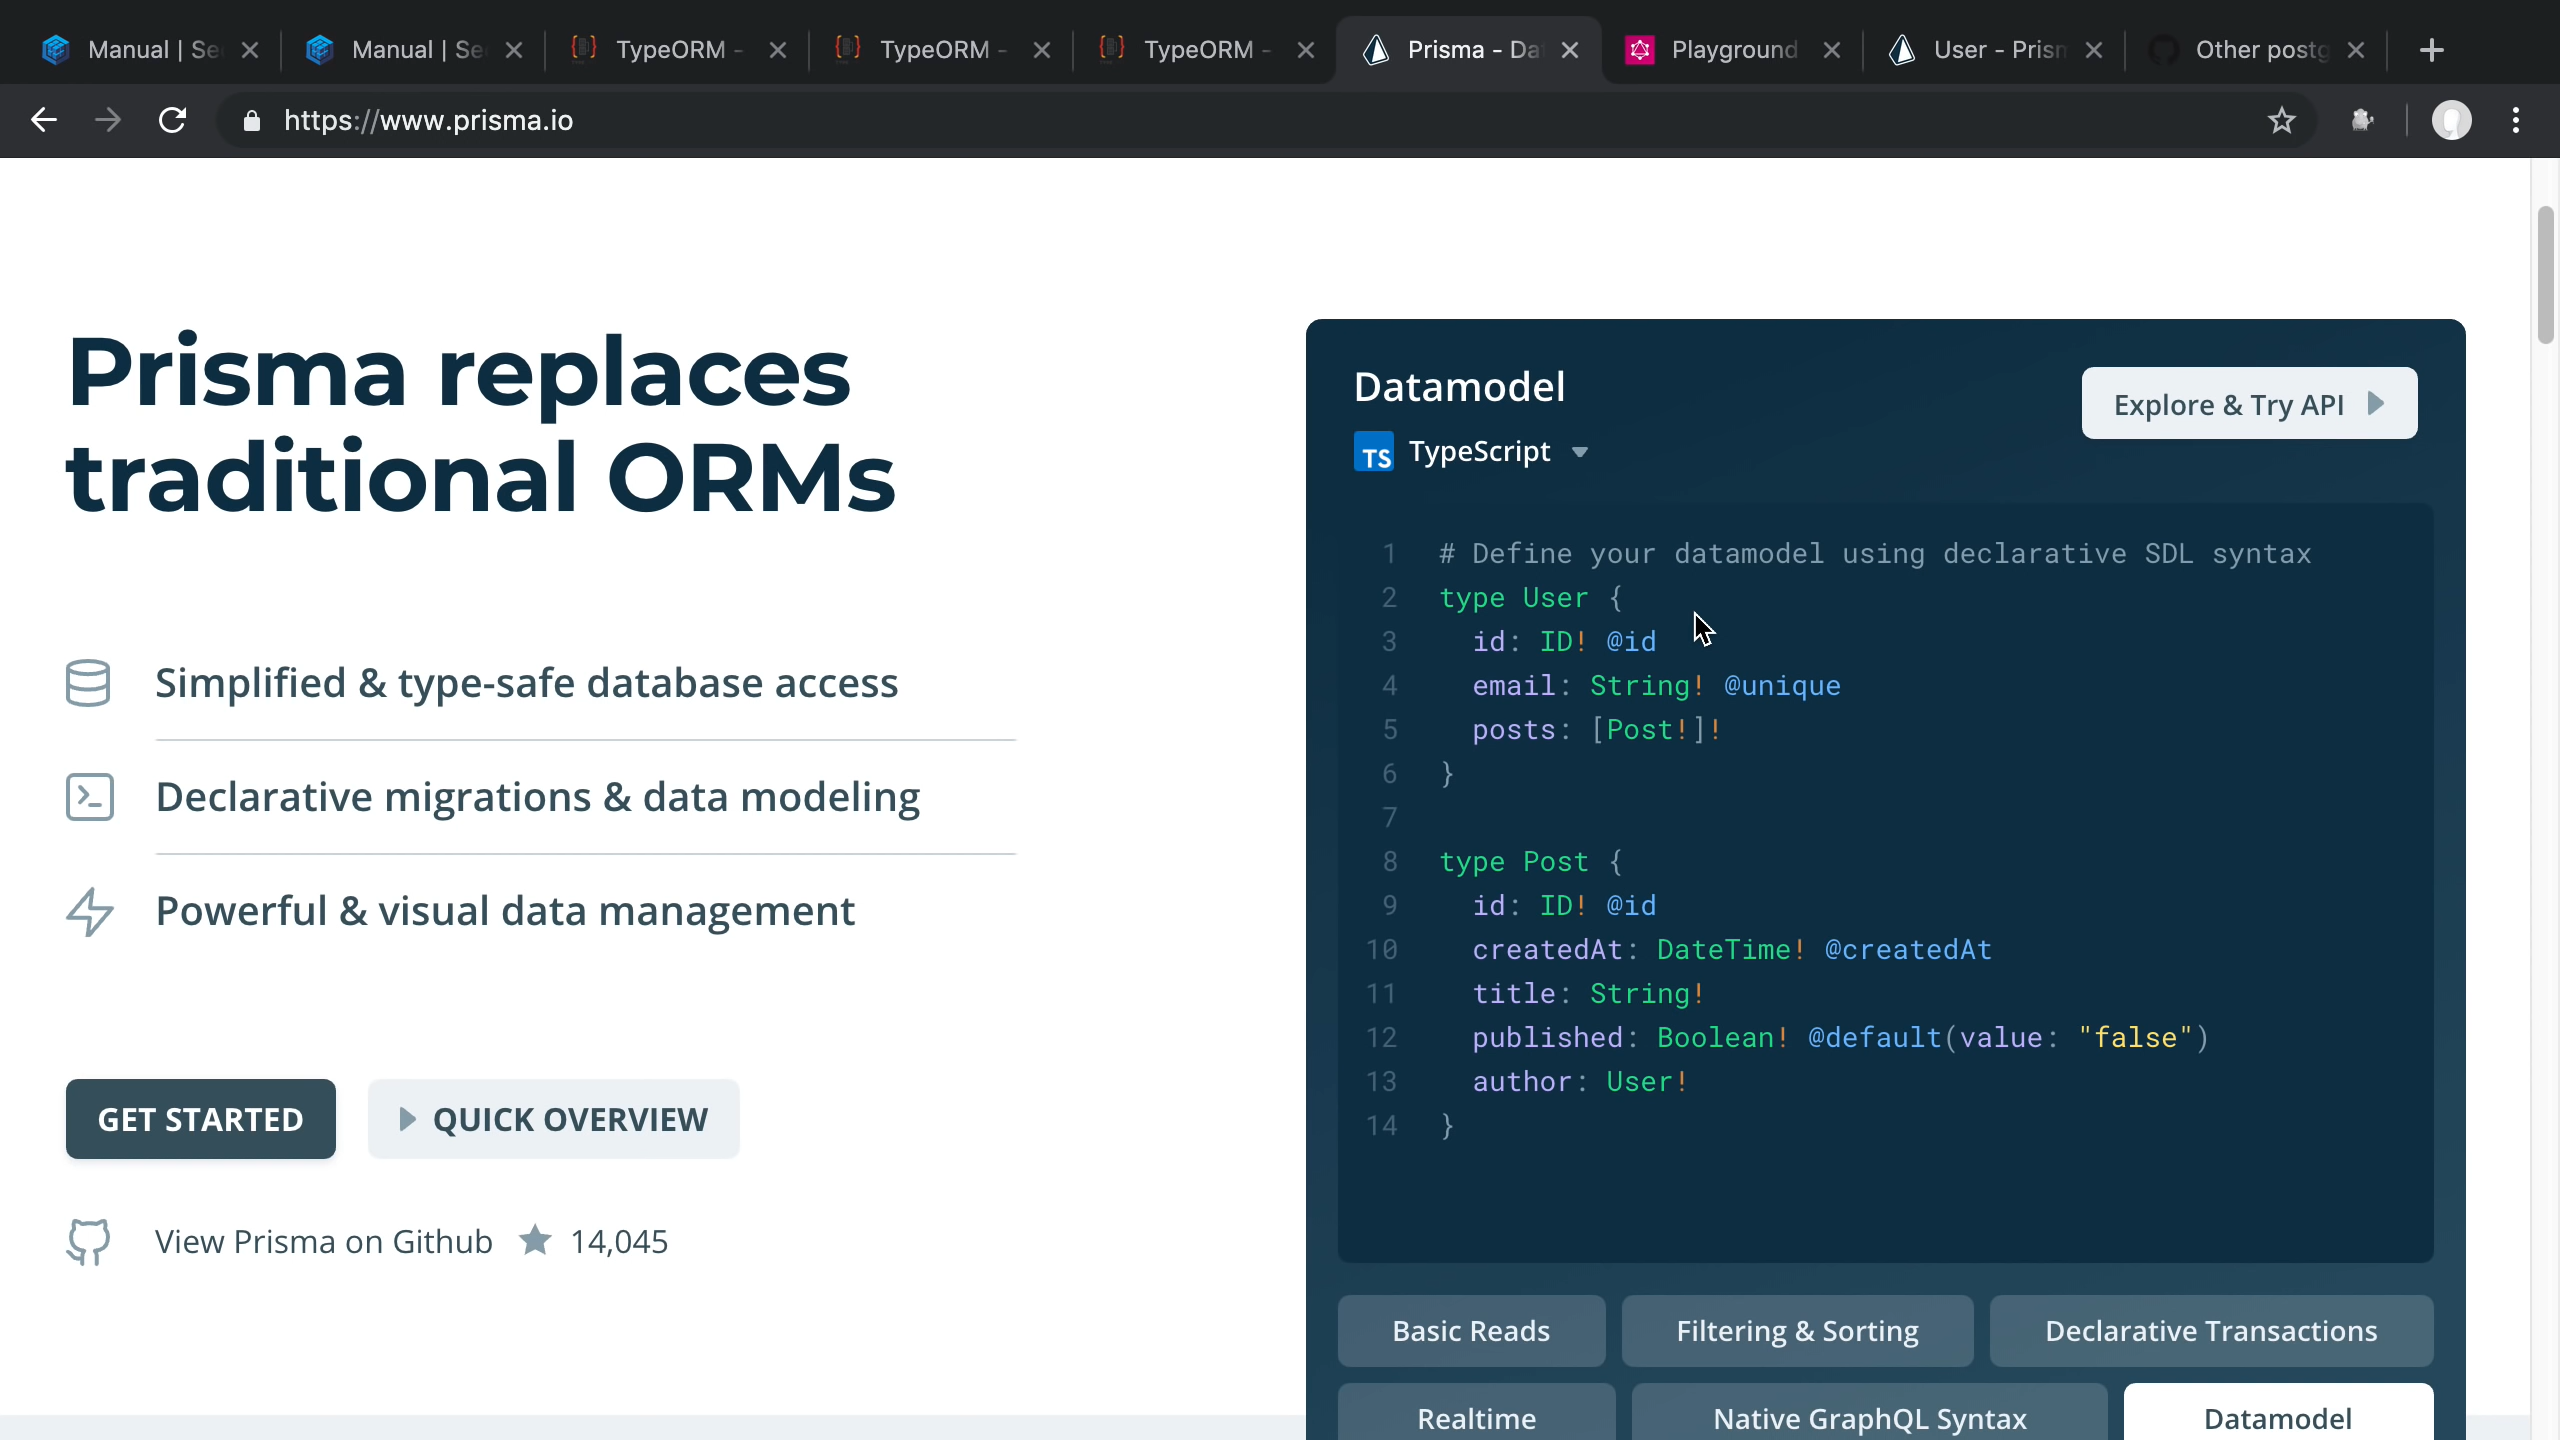 Manual | Se
Manual | Se
TypeORM -
TypeORM -
TypeORM -
Prisma - Da
Playground
User - Prism
Other postg
https://www.prisma.io
Prisma replaces
traditional ORMs
Simplified & type-safe database access
Declarative migrations & data modeling
Powerful & visual data management
GET STARTED
QUICK OVERVIEW
View Prisma on Github 14,045
Datamodel
Explore & Try API
TS TypeScript
1 # Define your datamodel using declarative SDL syntax
2 type User {
3 id: ID! @id
4 email: String! @unique
5 posts: [Post!]!
6 }
7
8 type Post {
9 id: ID! @id
10 createdAt: DateTime! @createdAt
11 title: String!
12 published: Boolean! @default(value: "false")
13 author: User!
14 }
Basic Reads
Filtering & Sorting
Declarative Transactions
Realtime
Native GraphQL Syntax
Datamodel